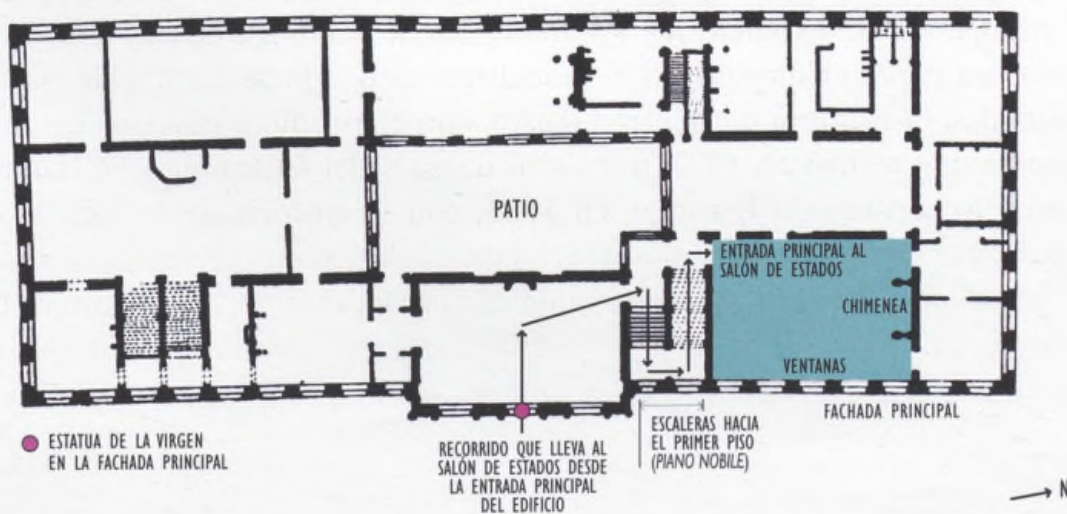 PATIO
ENTRADA PRINCIPAL AL
SALÓN DE ESTADOS
CHIMENEA
VENTANAS
FACHADA PRINCIPAL
ESTATUA DE LA VIRGEN
EN LA FACHADA PRINCIPAL
RECORRIDO QUE LLEVA AL
SALÓN DE ESTADOS DESDE
LA ENTRADA PRINCIPAL
DEL EDIFICIO
ESCALERAS HACIA
EL PRIMER PISO
(PIANO NOBILE)
N